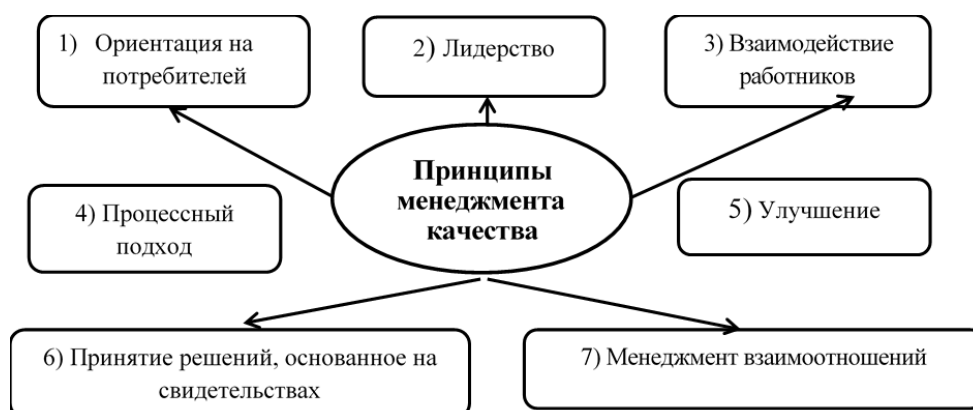 1) Ориентация на
потребителей
2) Лидерство
3) Взаимодействие
работников
Принципы
менеджмента
качества
4) Процессный
подход
5) Улучшение
6) Принятие решений, основанное на
свидетельствах
7) Менеджмент взаимоотношений